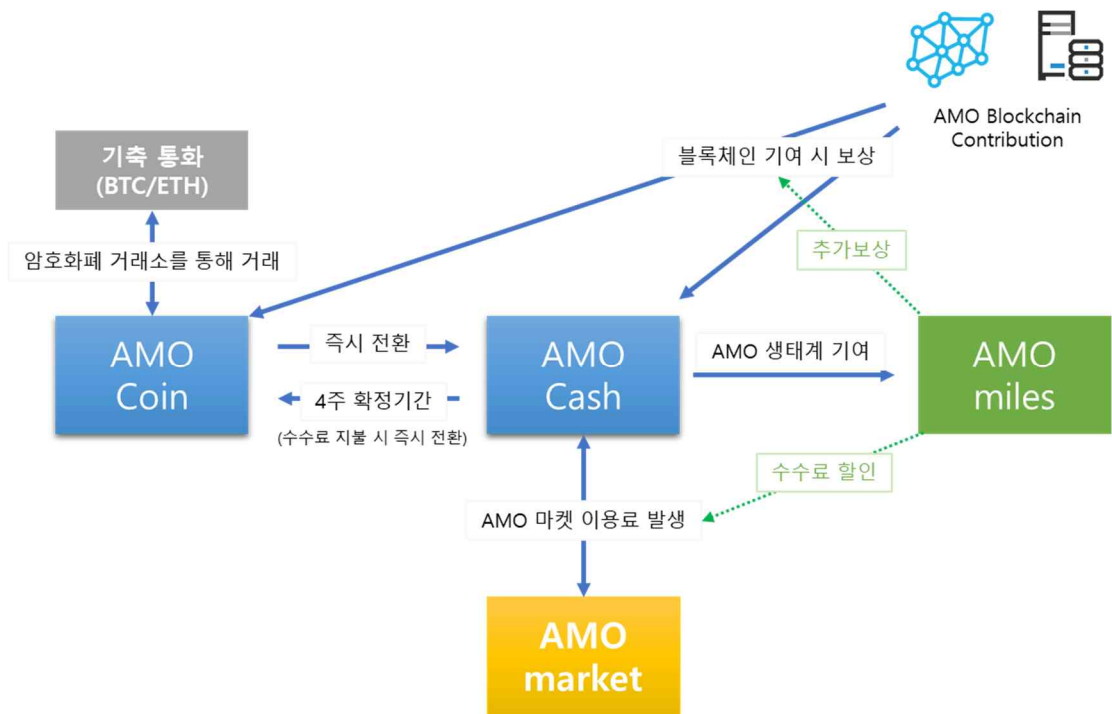 AMO Blockchain
Contribution
기축 통화
(BTC/ETH)
블록체인 기여 시 보상
추가보상
암호화폐 거래소를 통해 거래
AMO
Coin
즉시 전환
4주 확정기간
(수수료 지불 시 즉시 전환)
AMO
Cash
AMO 생태계 기여
AMO
miles
수수료 할인
AMO 마켓 이용료 발생
AMO
market